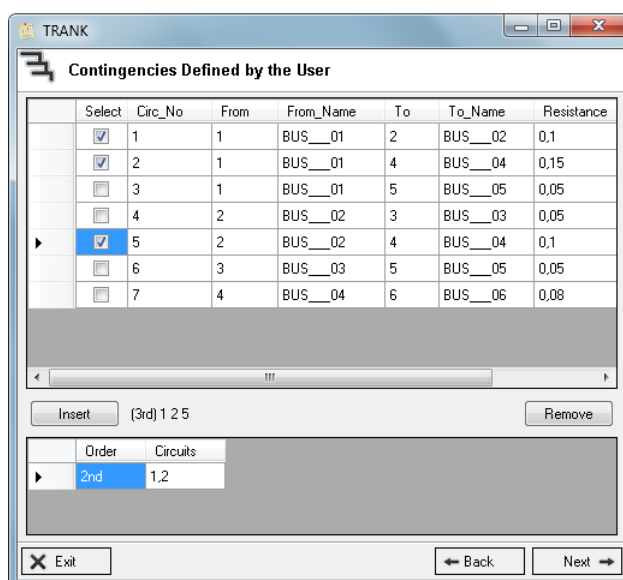 TRANK
Contingencies Defined by the User
Select Circ_No From From_Name To To_Name Resistance
1 1 BUS___01 2 BUS___02 0,1
2 1 BUS___01 4 BUS___04 0,15
3 1 BUS___01 5 BUS___05 0,05
4 2 BUS___02 3 BUS___03 0,05
5 2 BUS___02 4 BUS___04 0,1
6 3 BUS___03 5 BUS___05 0,05
7 4 BUS___04 6 BUS___06 0,08
Insert (3rd) 1 2 5 Remove
Order Circuits
2nd 1,2
Exit Back Next